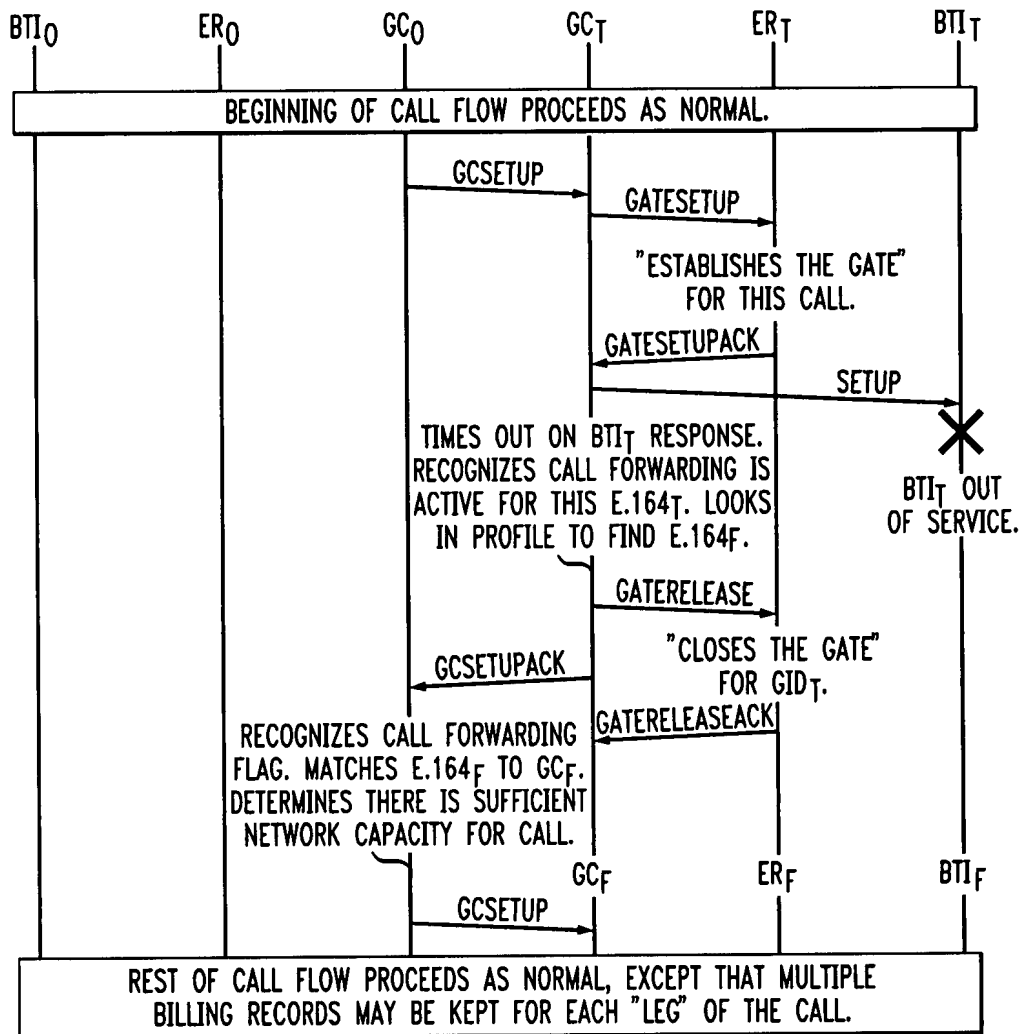 BTIO ERO GCO GCT ERT BTIT
BEGINNING OF CALL FLOW PROCEEDS AS NORMAL.
GCSETUP
GATESETUP
"ESTABLISHES THE GATE"
FOR THIS CALL.
GATESETUPACK
SETUP
TIMES OUT ON BTIT RESPONSE.
RECOGNIZES CALL FORWARDING IS
ACTIVE FOR THIS E.164T. LOOKS
IN PROFILE TO FIND E.164F.
BTIT OUT
OF SERVICE.
GATERELEASE
"CLOSES THE GATE"
FOR GIDT.
GCSETUPACK
GATERELEASEACK
RECOGNIZES CALL FORWARDING
FLAG. MATCHES E.164F TO GCF.
DETERMINES THERE IS SUFFICIENT
NETWORK CAPACITY FOR CALL.
GCF ERF BTIF
GCSETUP
REST OF CALL FLOW PROCEEDS AS NORMAL, EXCEPT THAT MULTIPLE
BILLING RECORDS MAY BE KEPT FOR EACH "LEG" OF THE CALL.